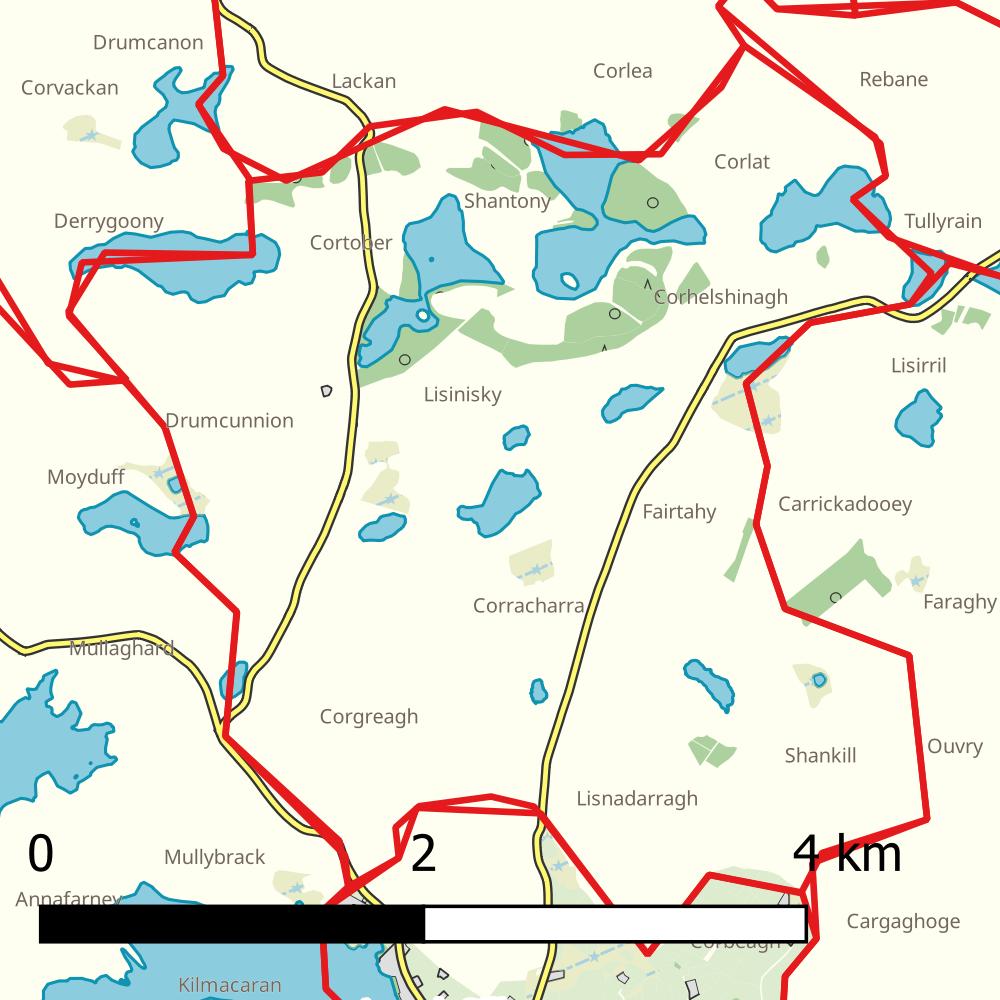 Drumcanon
Corvackan
Lackan
Corlea
Rebane
Corlat
Shantony
Derrygoony
Cortober
Tullyrain
Corhelshinagh
Lisinisky
Lisirril
Drumcunnion
Moyduff
Fairtahy
Carrickadooey
Corracharra
Faraghy
Mullaghard
Corgreagh
Ouvry
Shankill
Lisnadarragh
0 2 4 km
Mullybrack
Annafarney
Cargaghoge
Corbeagh
Kilmacaran